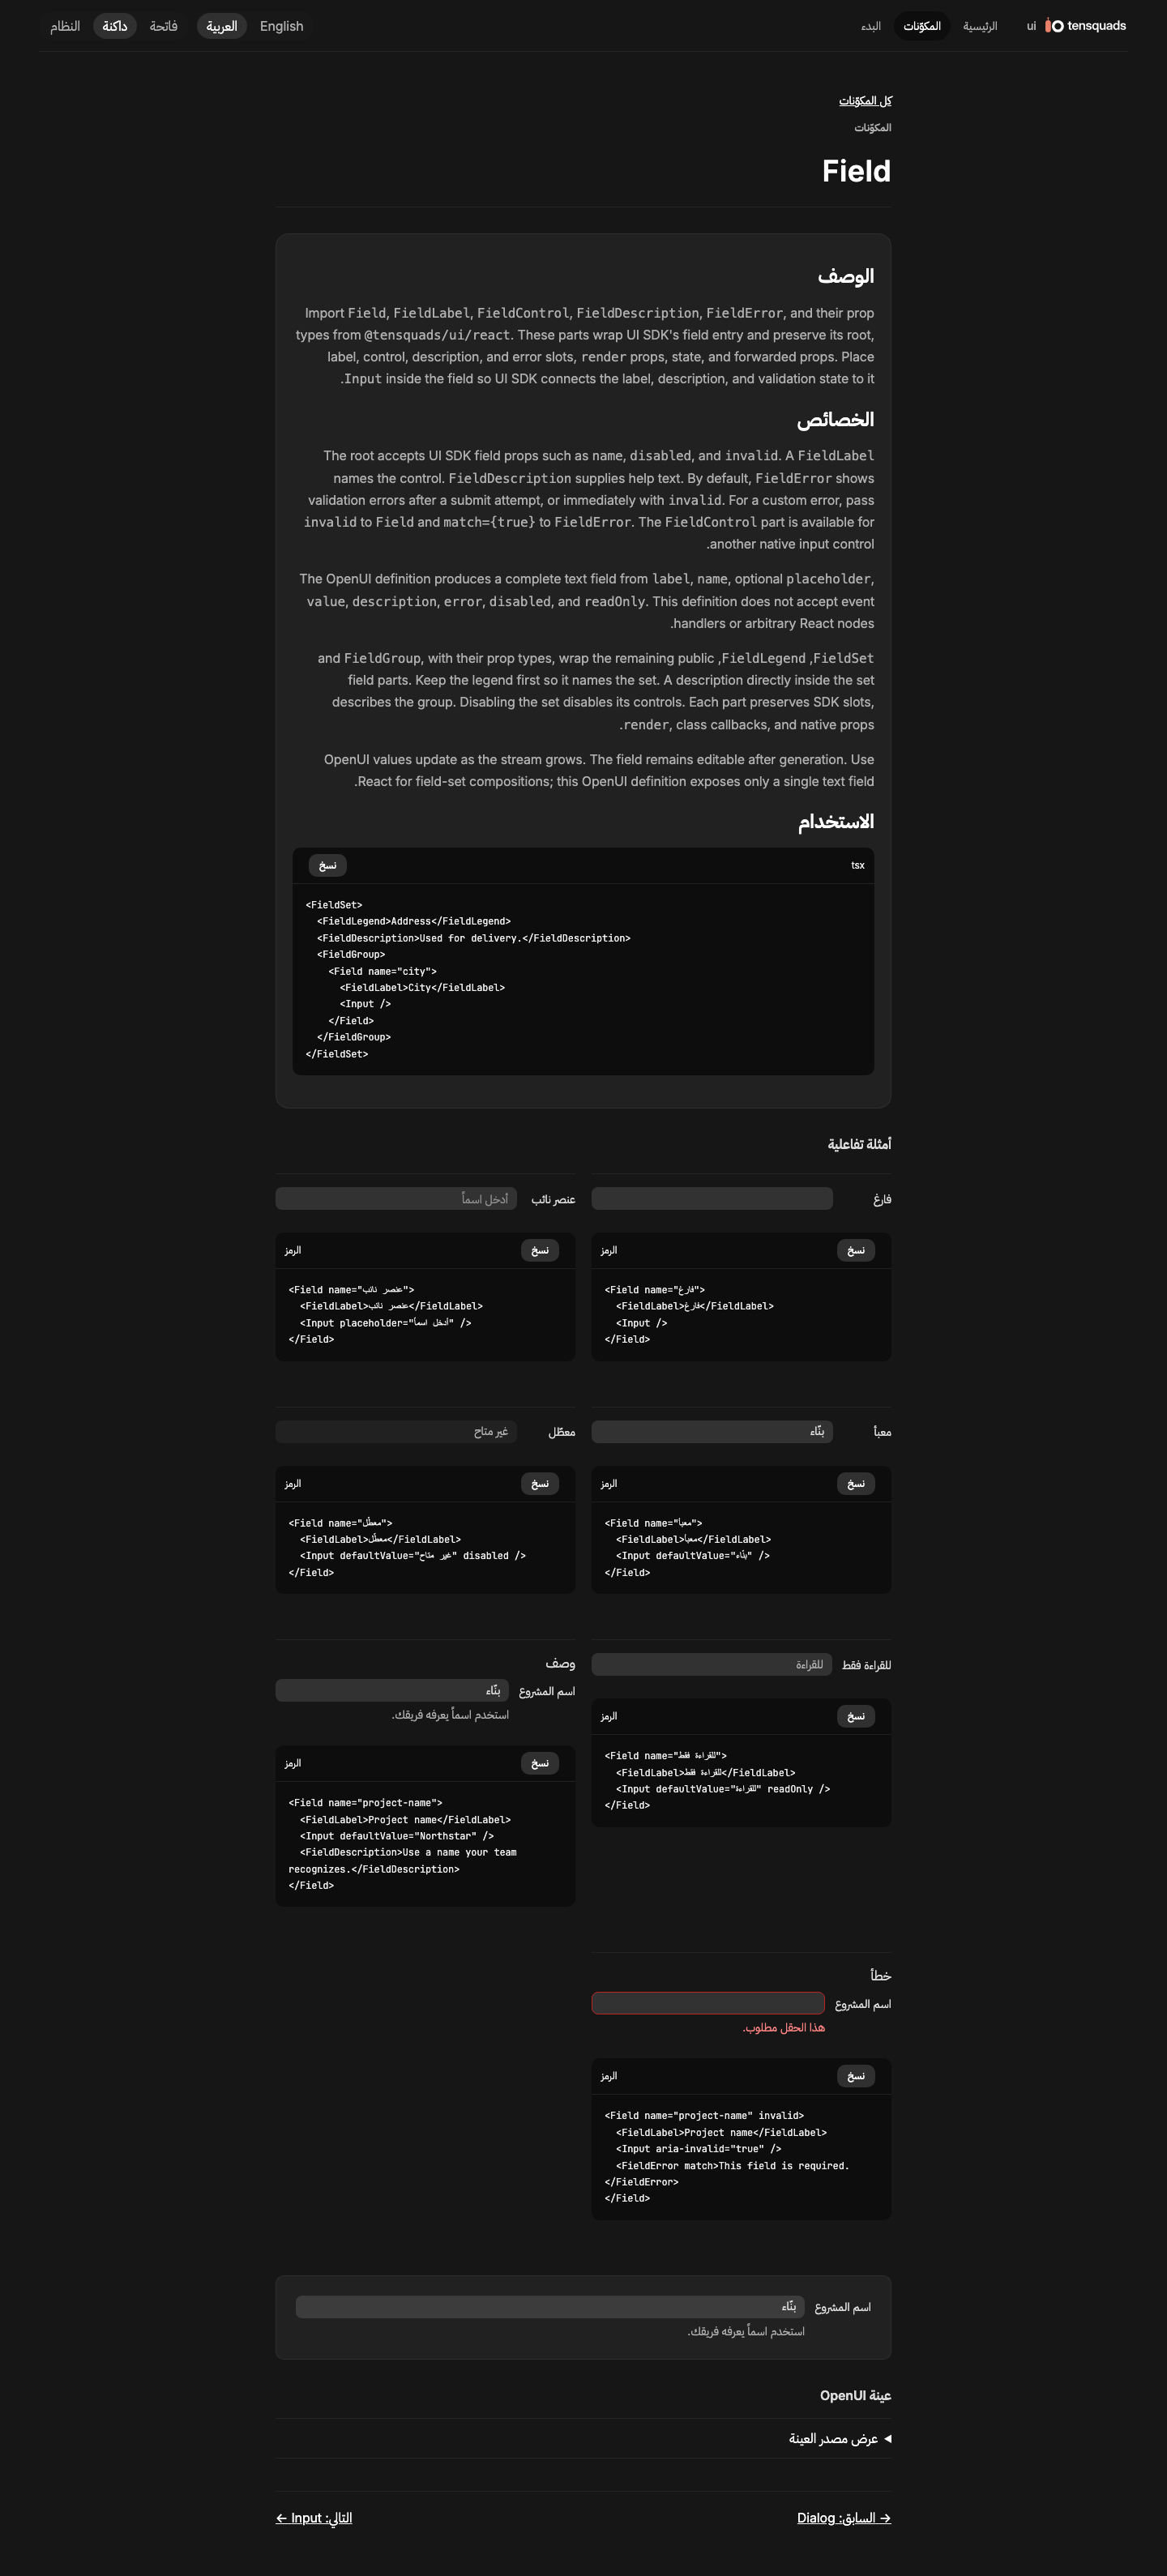 tensquads ui
الرئيسية
المكوّنات
البدء
English
العربية
فاتحة
داكنة
النظام
كل المكوّنات
المكوّنات
Field
الوصف
Import Field, FieldLabel, FieldControl, FieldDescription, FieldError, and their prop
types from @tensquads/ui/react. These parts wrap UI SDK's field entry and preserve its root,
label, control, description, and error slots, render props, state, and forwarded props. Place
Input inside the field so UI SDK connects the label, description, and validation state to it.
الخصائص
The root accepts UI SDK field props such as name, disabled, and invalid. A FieldLabel
names the control. FieldDescription supplies help text. By default, FieldError shows
validation errors after a submit attempt, or immediately with invalid. For a custom error, pass
invalid to Field and match={true} to FieldError. The FieldControl part is available for
another native input control.
The OpenUI definition produces a complete text field from label, name, optional placeholder,
value, description, error, disabled, and readOnly. This definition does not accept event
handlers or arbitrary React nodes.
FieldSet, FieldLegend, and FieldGroup, with their prop types, wrap the remaining public
field parts. Keep the legend first so it names the set. A description directly inside the set
describes the group. Disabling the set disables its controls. Each part preserves SDK slots,
render, class callbacks, and native props.
OpenUI values update as the stream grows. The field remains editable after generation. Use
React for field-set compositions; this OpenUI definition exposes only a single text field.
الاستخدام
tsx
نسخ
<FieldSet>
  <FieldLegend>Address</FieldLegend>
  <FieldDescription>Used for delivery.</FieldDescription>
  <FieldGroup>
    <Field name="city">
      <FieldLabel>City</FieldLabel>
      <Input />
    </Field>
  </FieldGroup>
</FieldSet>
أمثلة تفاعلية
فارغ
نسخ
الرمز
<Field name="فارغ">
  <FieldLabel>فارغ</FieldLabel>
  <Input />
</Field>
عنصر نائب
أدخل اسماً
نسخ
الرمز
<Field name="عنصر نائب">
  <FieldLabel>عنصر نائب</FieldLabel>
  <Input placeholder="أدخل اسماً" />
</Field>
معبأ
بنّاء
نسخ
الرمز
<Field name="معبأ">
  <FieldLabel>معبأ</FieldLabel>
  <Input defaultValue="بنّاء" />
</Field>
معطّل
غير متاح
نسخ
الرمز
<Field name="معطّل">
  <FieldLabel>معطّل</FieldLabel>
  <Input defaultValue="غير متاح" disabled />
</Field>
للقراءة فقط
للقراءة
نسخ
الرمز
<Field name="للقراءة فقط">
  <FieldLabel>للقراءة فقط</FieldLabel>
  <Input defaultValue="للقراءة" readOnly />
</Field>
وصف
اسم المشروع
بنّاء
استخدم اسماً يعرفه فريقك.
نسخ
الرمز
<Field name="project-name">
  <FieldLabel>Project name</FieldLabel>
  <Input defaultValue="Northstar" />
  <FieldDescription>Use a name your team
recognizes.</FieldDescription>
</Field>
خطأ
اسم المشروع
هذا الحقل مطلوب.
نسخ
الرمز
<Field name="project-name" invalid>
  <FieldLabel>Project name</FieldLabel>
  <Input aria-invalid="true" />
  <FieldError match>This field is required.
</FieldError>
</Field>
اسم المشروع
بنّاء
استخدم اسماً يعرفه فريقك.
عينة OpenUI
عرض مصدر العينة
→ السابق: Dialog
التالي: Input ←